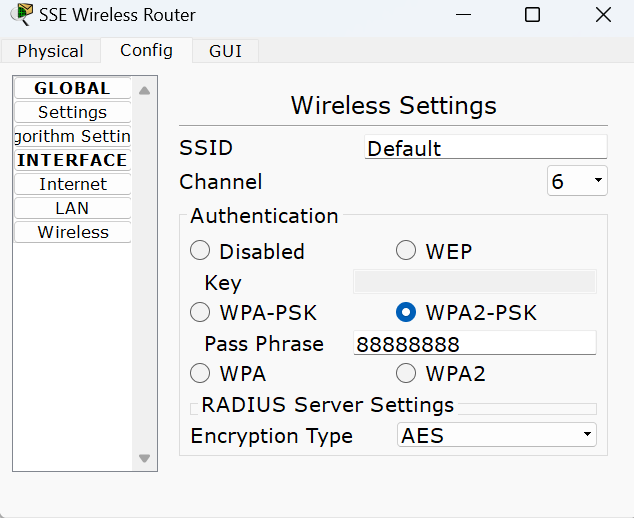 SSE Wireless Router
Physical Config GUI
GLOBAL
Settings
gorithm Settin
INTERFACE
Internet
LAN
Wireless
Wireless Settings
SSID Default
Channel 6
Authentication
Disabled WEP
Key
WPA-PSK WPA2-PSK
Pass Phrase 88888888
WPA WPA2
RADIUS Server Settings
Encryption Type AES